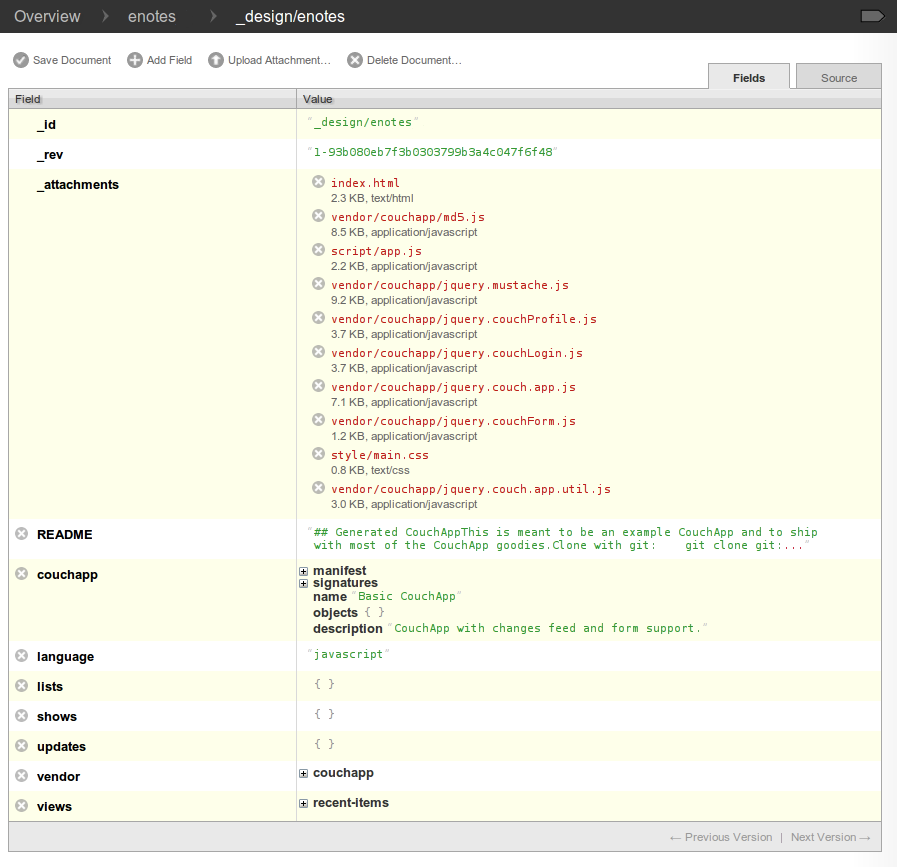 Overview enotes _design/enotes
Save Document Add Field Upload Attachment... Delete Document...
Fields Source
Field Value
_id "_design/enotes"
_rev "1-93b080eb7f3b0303799b3a4c047f6f48"
_attachments index.html
2.3 KB, text/html
vendor/couchapp/md5.js
8.5 KB, application/javascript
script/app.js
2.2 KB, application/javascript
vendor/couchapp/jquery.mustache.js
9.2 KB, application/javascript
vendor/couchapp/jquery.couchProfile.js
3.7 KB, application/javascript
vendor/couchapp/jquery.couchLogin.js
3.7 KB, application/javascript
vendor/couchapp/jquery.couch.app.js
7.1 KB, application/javascript
vendor/couchapp/jquery.couchForm.js
1.2 KB, application/javascript
style/main.css
0.8 KB, text/css
vendor/couchapp/jquery.couch.app.util.js
3.0 KB, application/javascript
README "## Generated CouchAppThis is meant to be an example CouchApp and to ship
with most of the CouchApp goodies.Clone with git:    git clone git:..."
couchapp manifest
signatures
name "Basic CouchApp"
objects { }
description "CouchApp with changes feed and form support."
language "javascript"
lists { }
shows { }
updates { }
vendor couchapp
views recent-items
← Previous Version | Next Version →